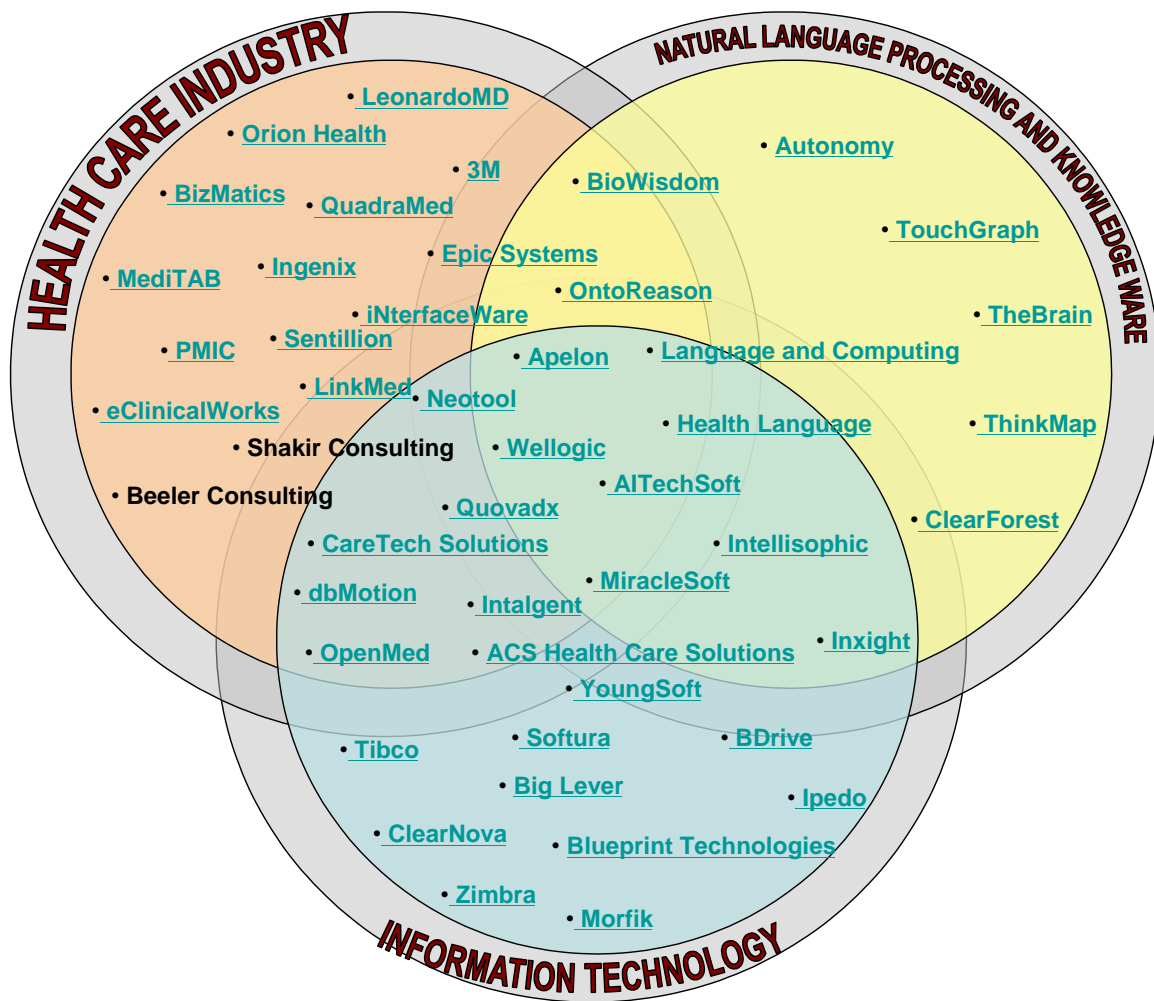 HEALTH CARE INDUSTRY
NATURAL LANGUAGE PROCESSING AND KNOWLEDGE WARE
• LeonardoMD
• Orion Health
• Autonomy
• 3M
• BioWisdom
• BizMatics
• QuadraMed
• TouchGraph
• Epic Systems
• Ingenix
• MediTAB
• OntoReason
• iNterfaceWare
• TheBrain
• Sentillion
• PMIC
• Apelon
• Language and Computing
• LinkMed
• Neotool
• eClinicalWorks
• Health Language
• ThinkMap
• Shakir Consulting
• Wellogic
• AITechSoft
• Beeler Consulting
• Quovadx
• ClearForest
• CareTech Solutions
• Intellisophic
• MiracleSoft
• dbMotion
• Intalgent
• Inxight
• OpenMed
• ACS Health Care Solutions
• YoungSoft
• Tibco
• Softura
• BDrive
• Big Lever
• Ipedo
• ClearNova
• Blueprint Technologies
• Zimbra
• Morfik
INFORMATION TECHNOLOGY